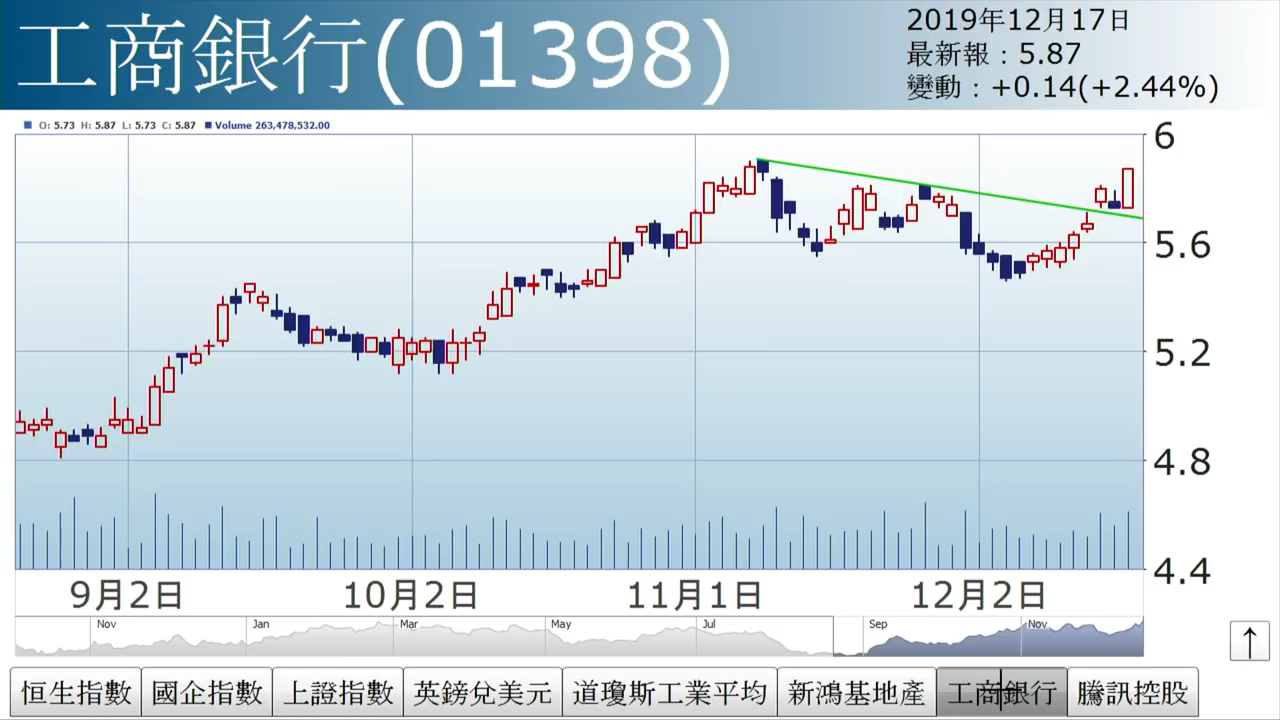 工商銀行(01398)
2019年12月17日
最新報：5.87
變動：+0.14(+2.44%)
O: 5.73 H: 5.87 L: 5.73 C: 5.87 Volume 263,478,532.00
6
5.6
5.2
4.8
4.4
9月2日 10月2日 11月1日 12月2日
Nov Jan Mar May Jul Sep Nov
↑
恒生指數 國企指數 上證指數 英鎊兌美元 道瓊斯工業平均 新鴻基地產 工商銀行 騰訊控股